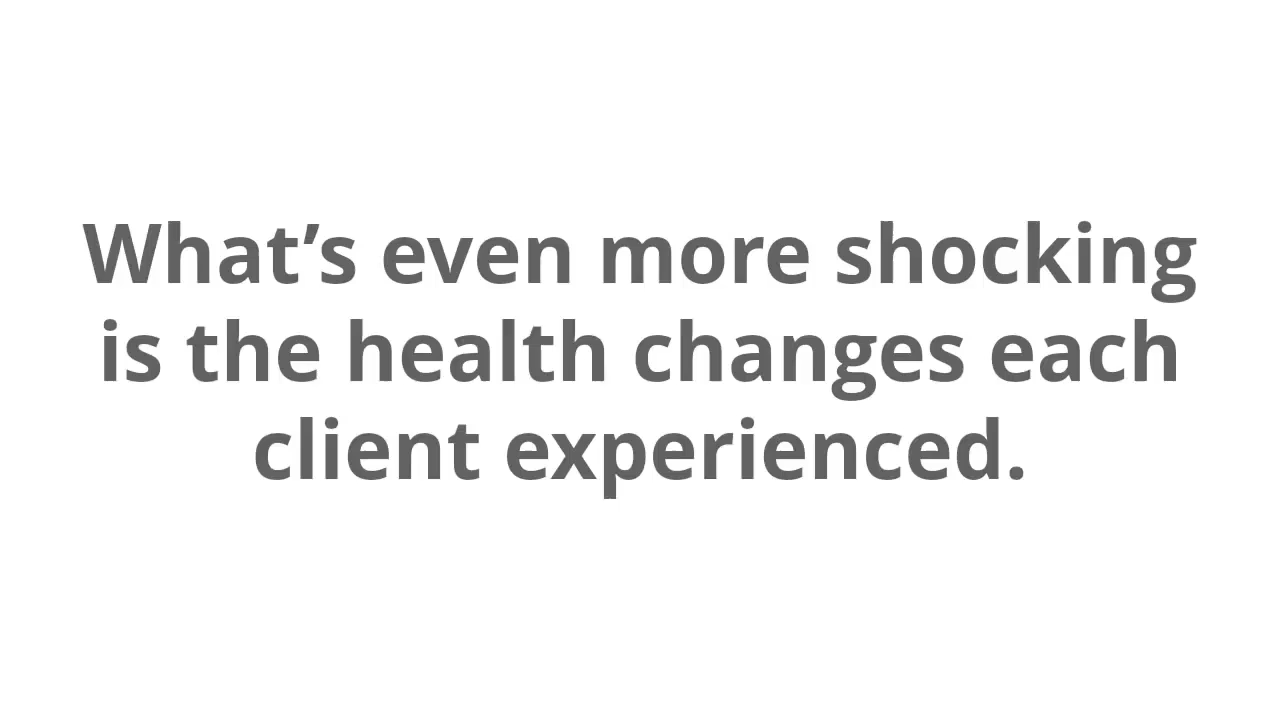 What’s even more shocking
is the health changes each
client experienced.